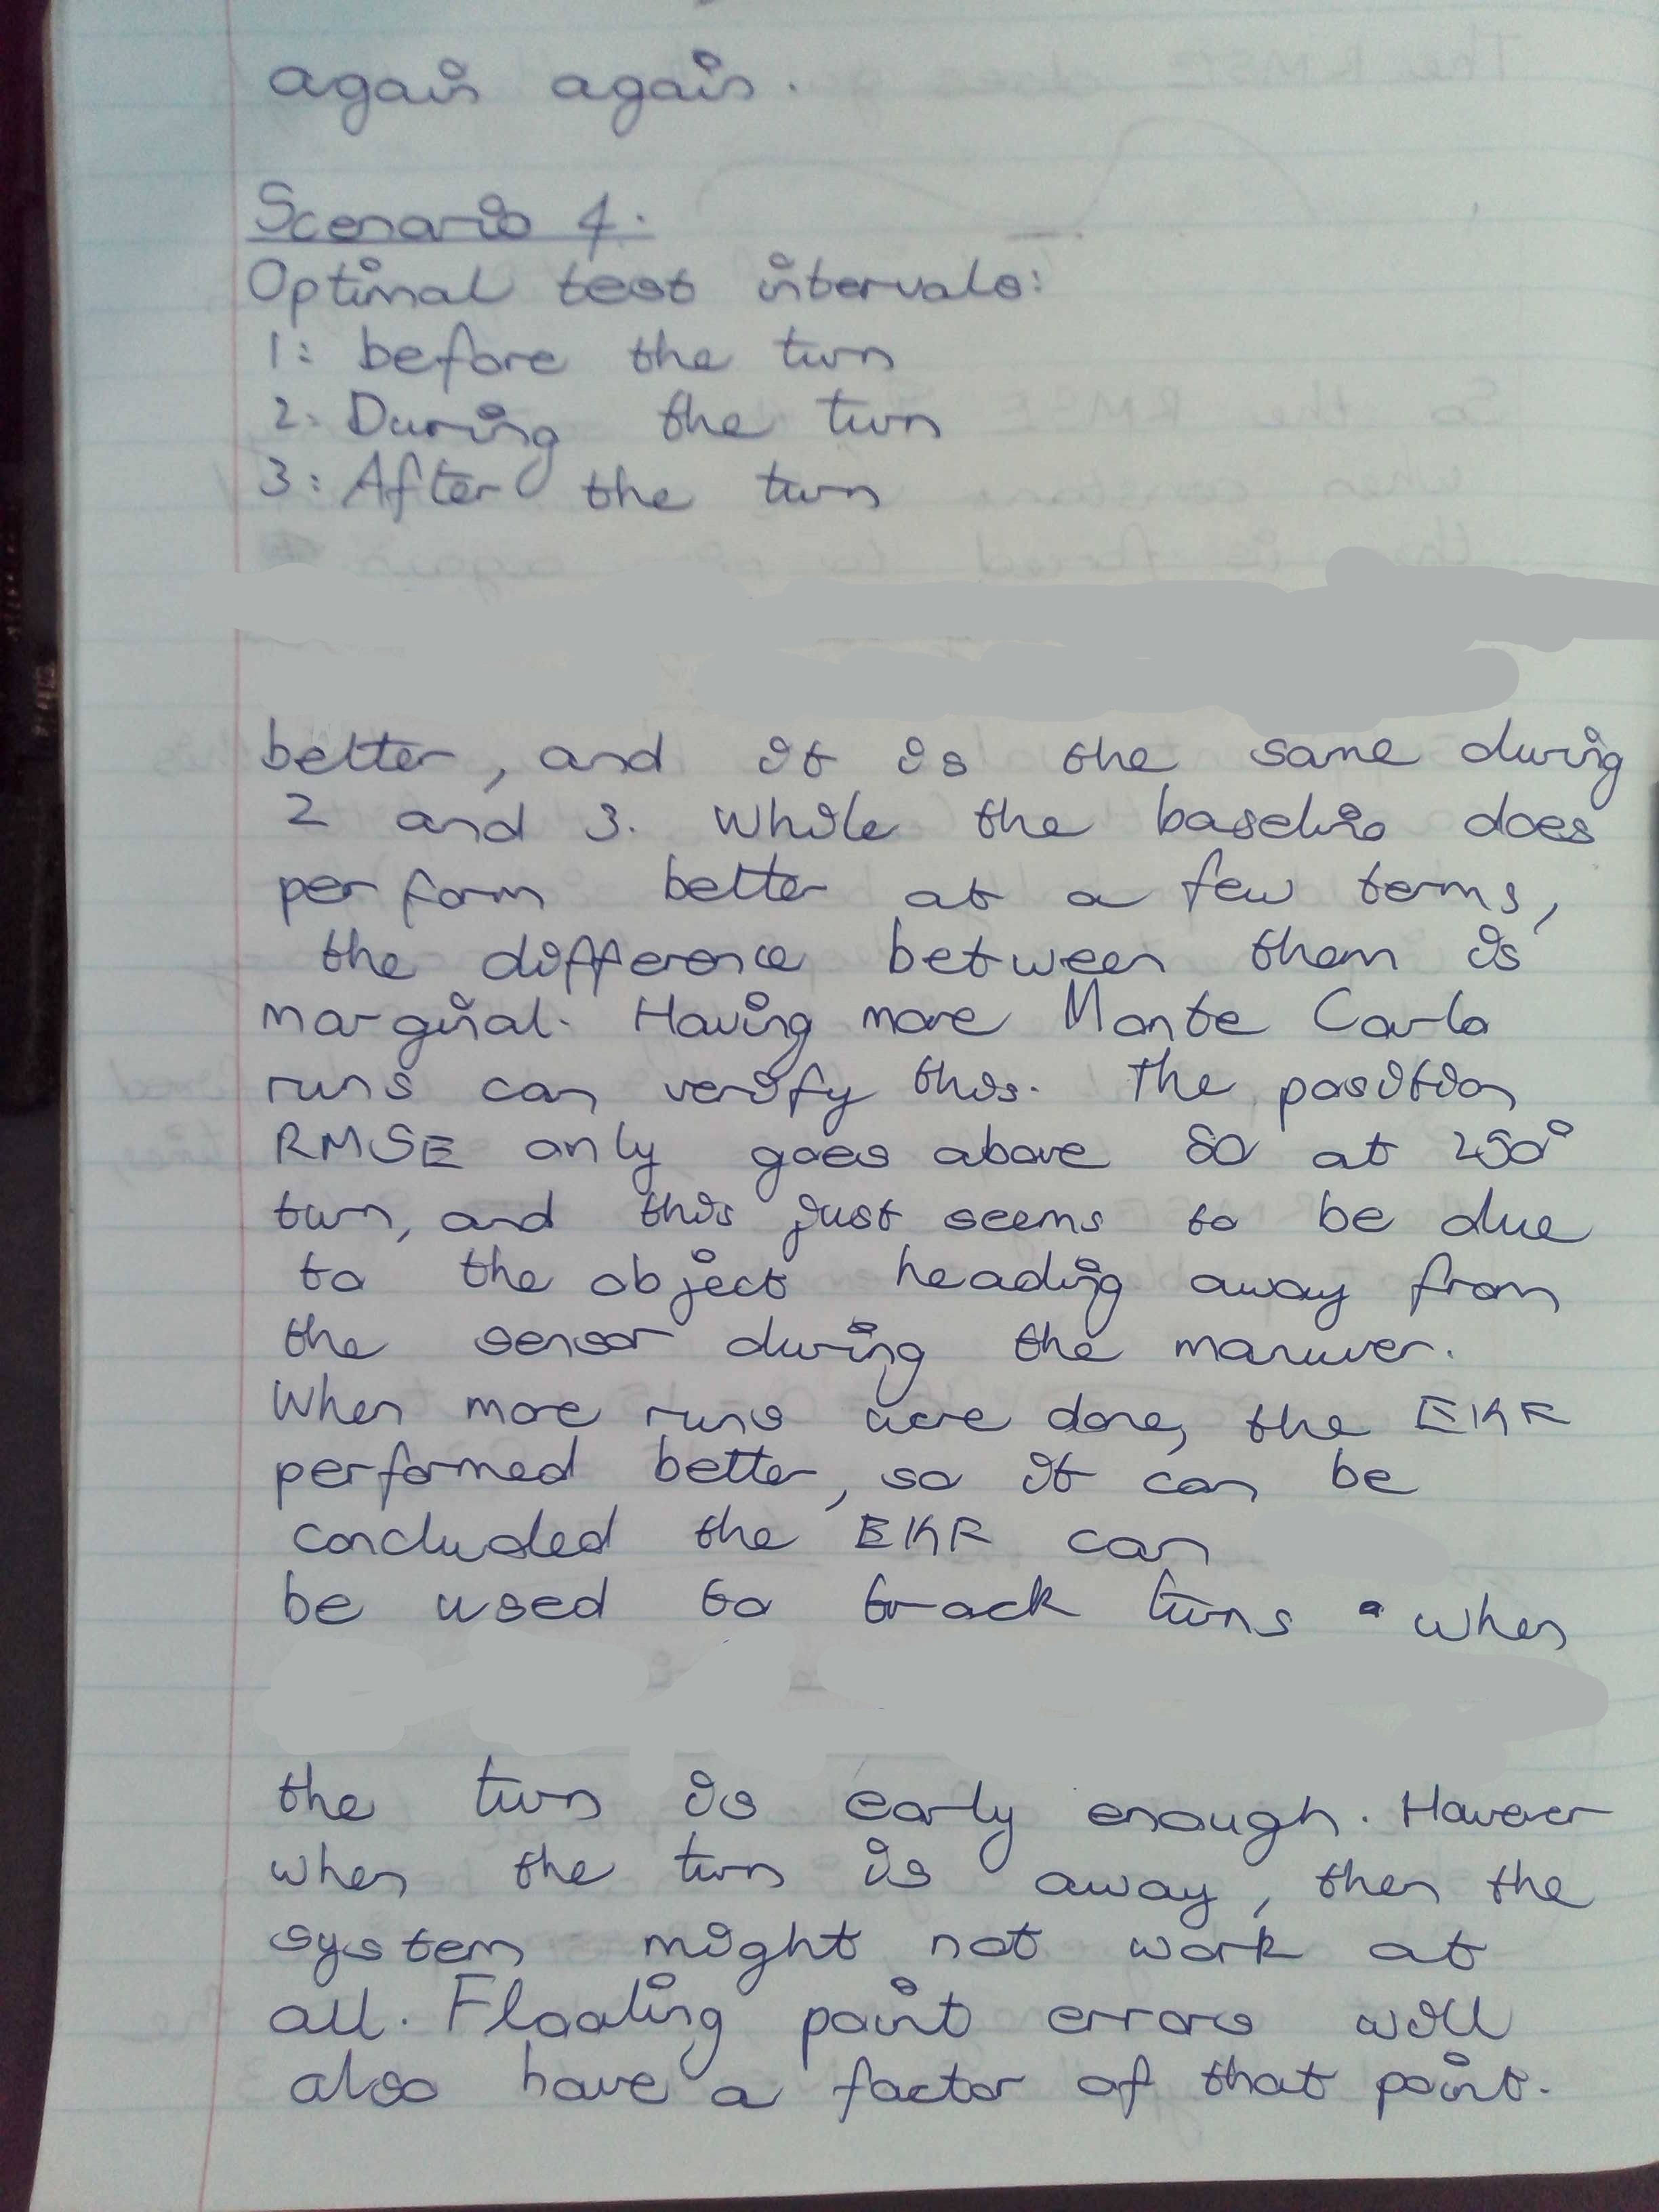 again again.
Scenario 4.
Optimal test intervals:
1: before the turn
2: During the turn
3: After the turn
better, and it is the same during
2 and 3. While the baseline does
perform better at a few terms,
the difference between them is
marginal. Having more Monte Carlo
runs can verify this. The position
RMSE only goes above 50 at 250°
turn, and this just seems to be due
to the object heading away from
the sensor during the manuver.
When more runs were done, the EKF
performed better, so it can be
concluded the EKF can
be used to track turns when
the turn is early enough. However
when the turn is away, then the
system might not work at
all. Floating point errors will
also have a factor of that point.